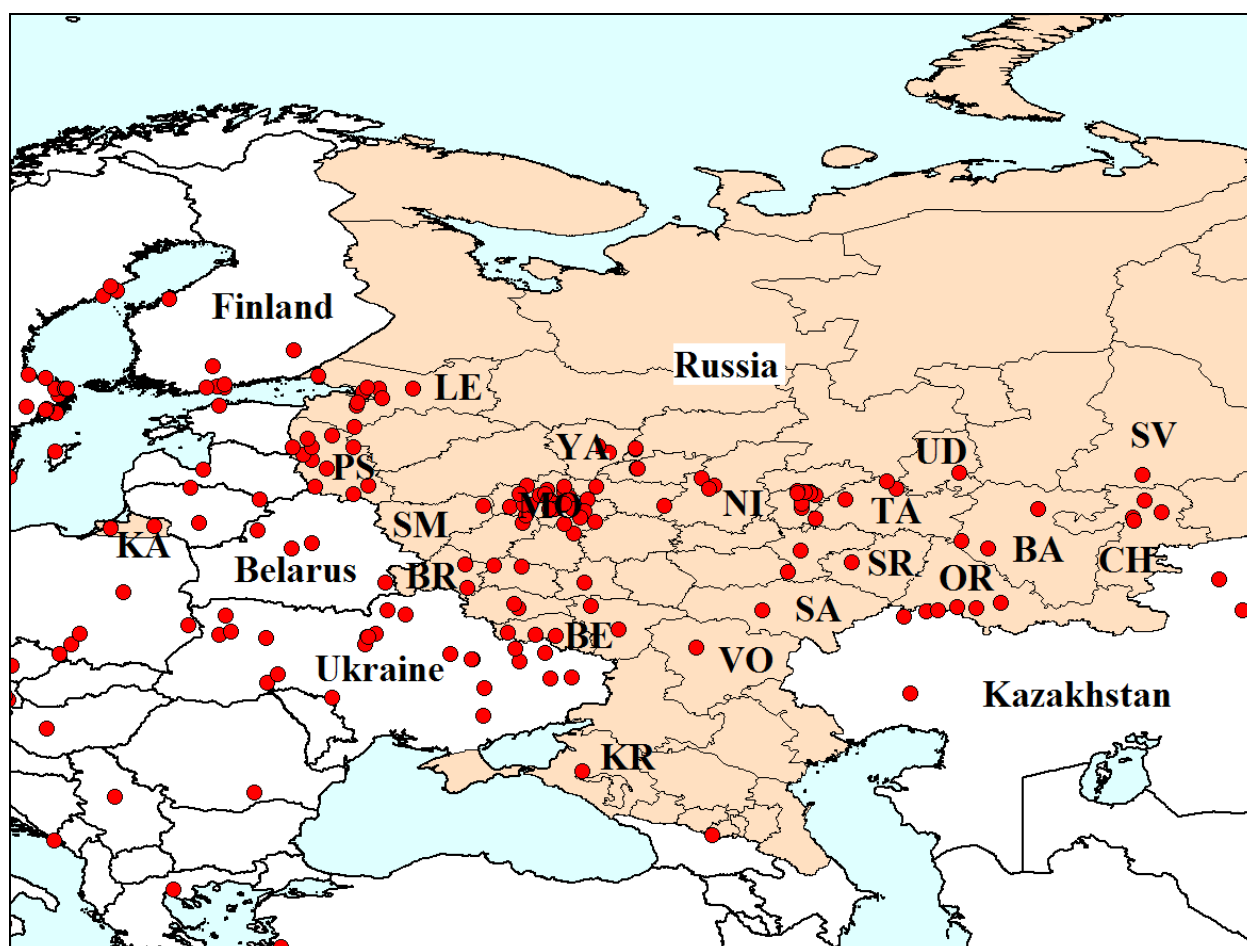 Finland
Russia
LE
YA
UD
SV
PS
MO
NI
TA
SM
KA
Belarus
BR
SR
BA
CH
OR
SA
BE
VO
Ukraine
Kazakhstan
KR